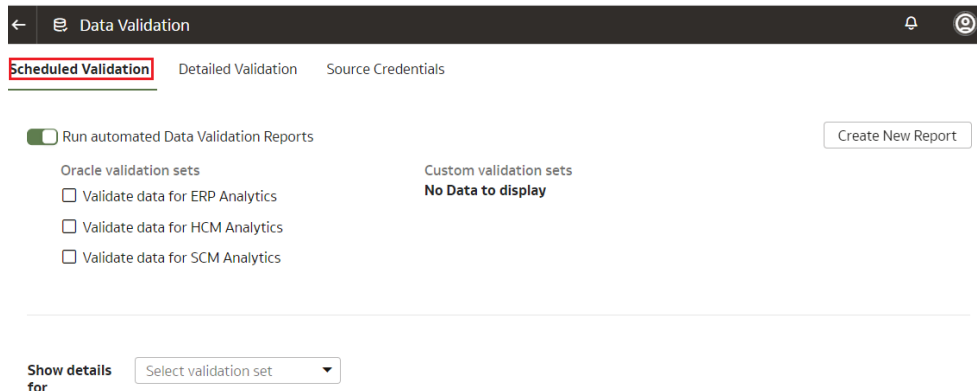 Data Validation
Scheduled Validation Detailed Validation Source Credentials
Run automated Data Validation Reports Create New Report
Oracle validation sets Custom validation sets
Validate data for ERP Analytics No Data to display
Validate data for HCM Analytics
Validate data for SCM Analytics
Show details Select validation set
for